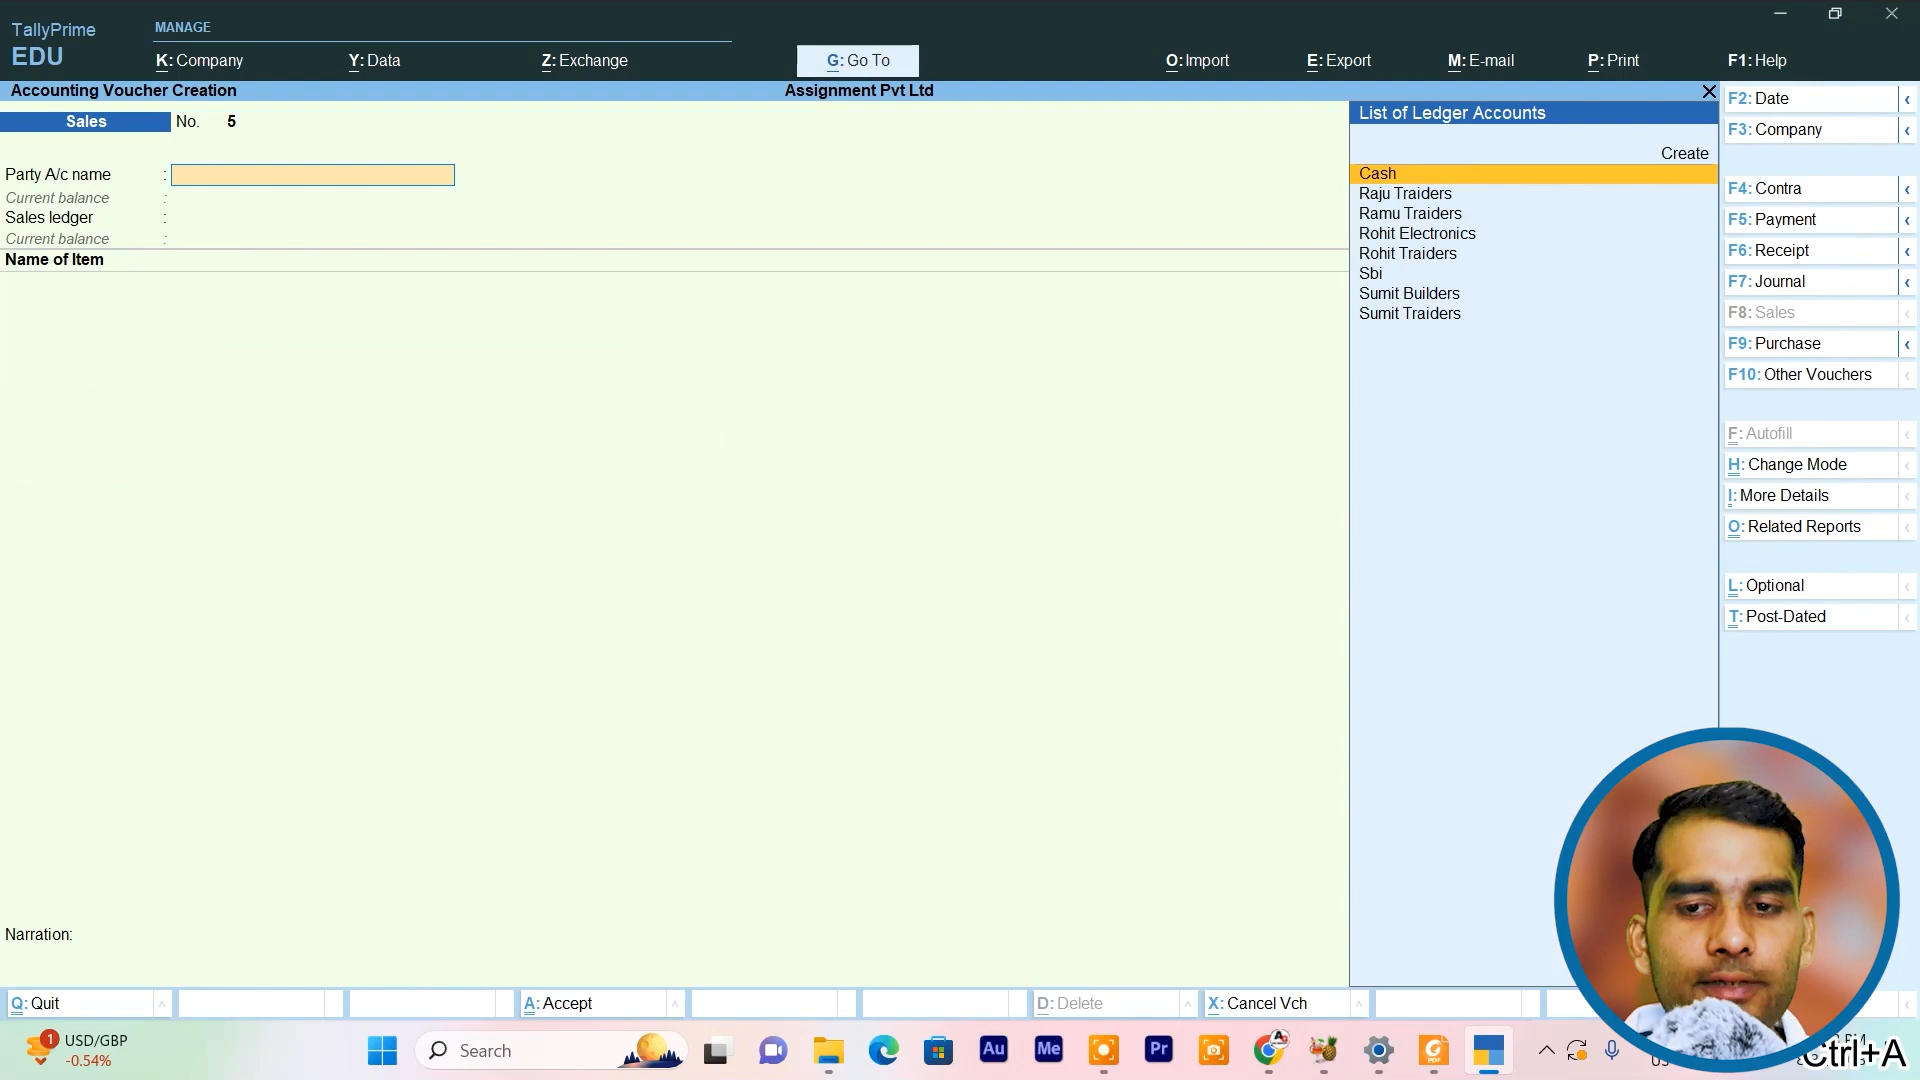 TallyPrime
EDU
MANAGE
K: Company
Y: Data
Z: Exchange
G: Go To
O: Import
E: Export
M: E-mail
P: Print
F1: Help
Accounting Voucher Creation
Assignment Pvt Ltd
Sales No. 5
Party A/c name :
Current balance :
Sales ledger :
Current balance :
Name of Item
List of Ledger Accounts
Create
Cash
Raju Traiders
Ramu Traiders
Rohit Electronics
Rohit Traiders
Sbi
Sumit Builders
Sumit Traiders
F2: Date
F3: Company
F4: Contra
F5: Payment
F6: Receipt
F7: Journal
F8: Sales
F9: Purchase
F10: Other Vouchers
F: Autofill
H: Change Mode
I: More Details
O: Related Reports
L: Optional
T: Post-Dated
Narration:
Q: Quit
A: Accept
D: Delete
X: Cancel Vch
1
USD/GBP
-0.54%
Search
Au
Me
Pr
Ctrl+A